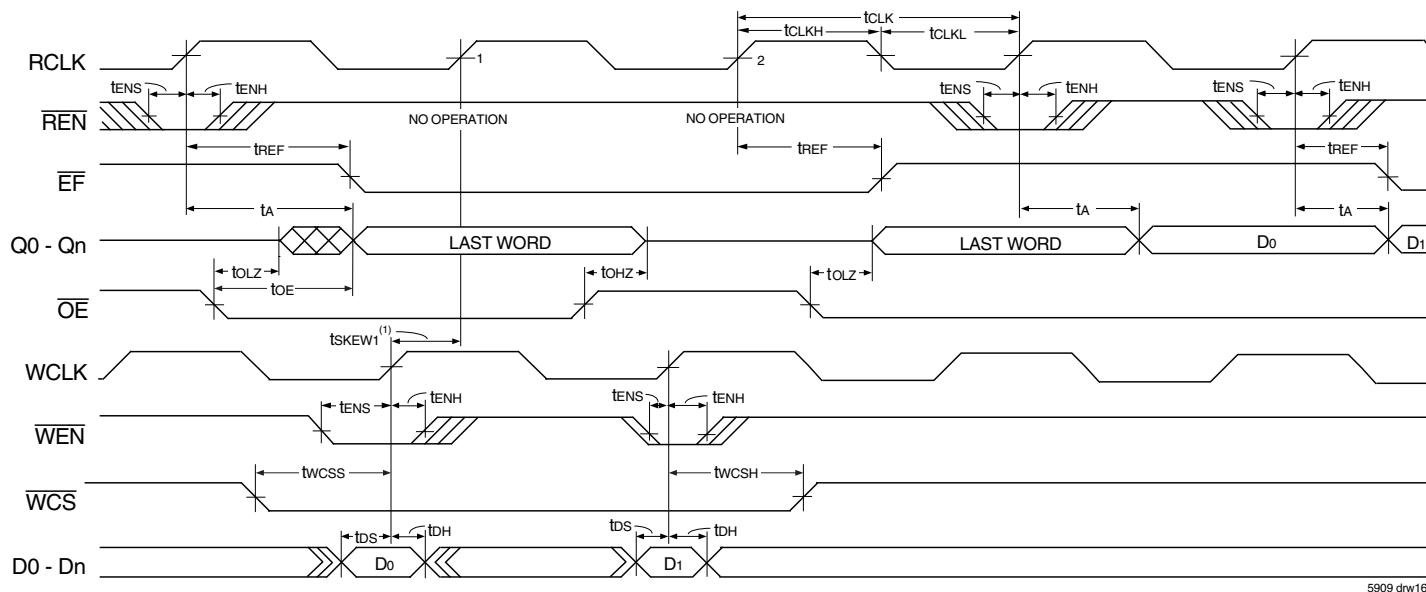 tCLK
tCLKH
tCLKL
RCLK
1
2
tENS
tENH
tENS
tENH
tENS
tENH
REN
NO OPERATION
NO OPERATION
tREF
tREF
tREF
EF
tA
tA
tA
Q0 - Qn
LAST WORD
LAST WORD
D0
D1
tOLZ
tOHZ
tOLZ
tOE
OE
tSKEW1(1)
WCLK
tENS
tENH
tENS
tENH
WEN
tWCSS
tWCSH
WCS
tDS
tDH
tDS
tDH
D0 - Dn
D0
D1
5909 drw16